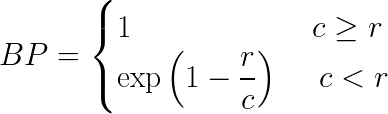 BP = { 1 c ≥ r
exp(1 − r/c) c < r